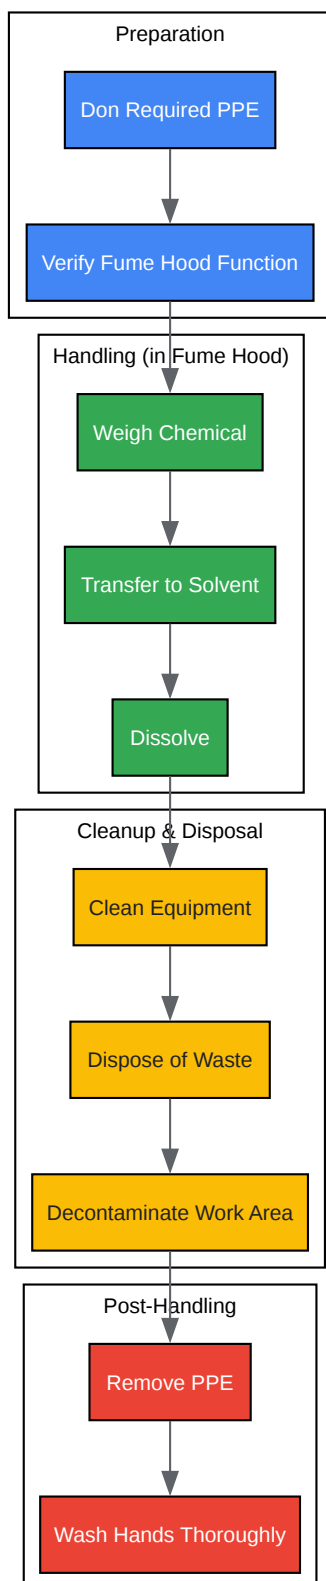 Preparation
Don Required PPE
Verify Fume Hood Function
Handling (in Fume Hood)
Weigh Chemical
Transfer to Solvent
Dissolve
Cleanup & Disposal
Clean Equipment
Dispose of Waste
Decontaminate Work Area
Post-Handling
Remove PPE
Wash Hands Thoroughly